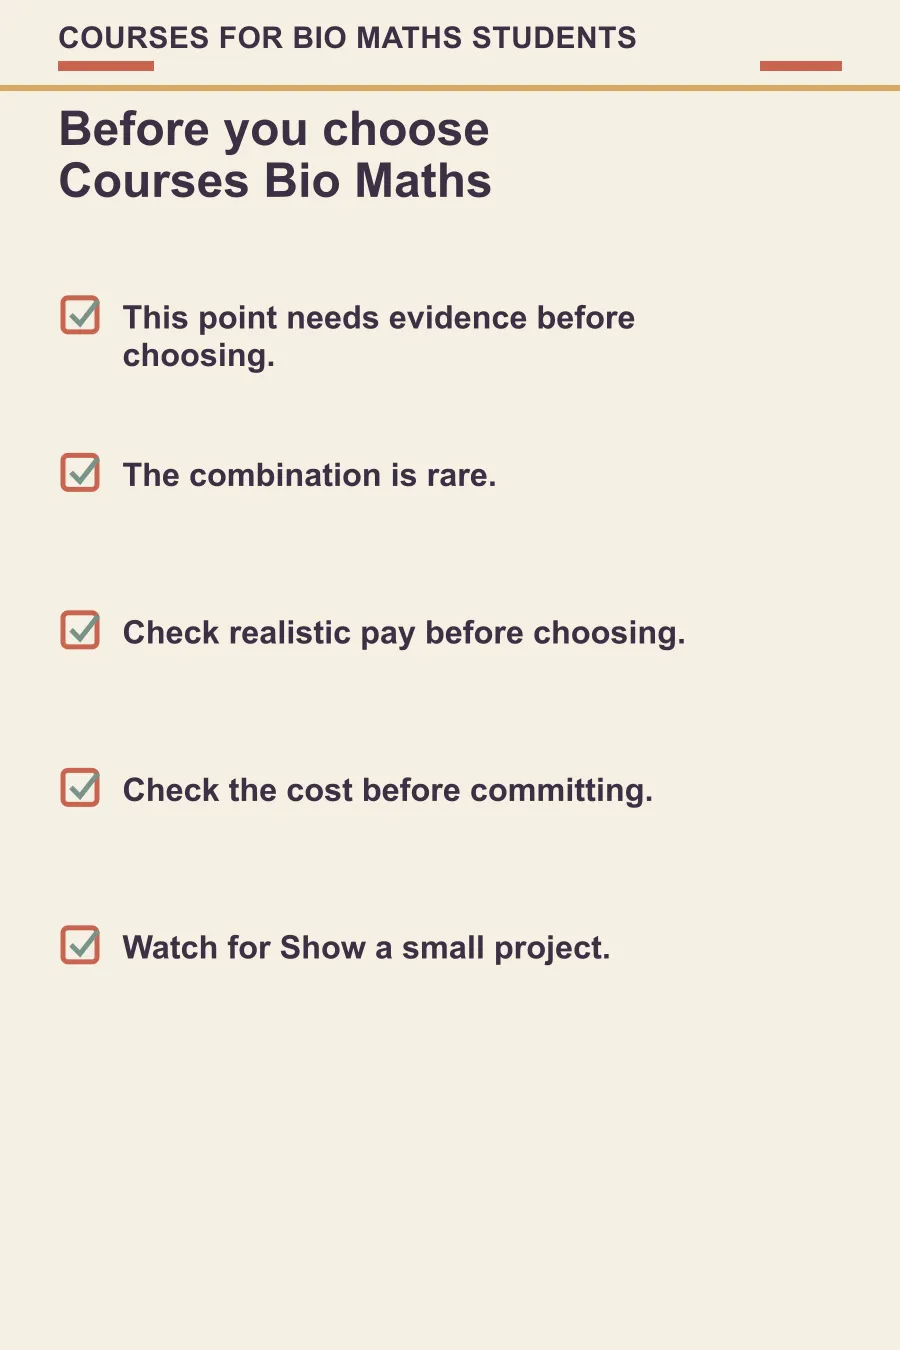 COURSES FOR BIO MATHS STUDENTS
Before you choose
Courses Bio Maths
This point needs evidence before
choosing.
The combination is rare.
Check realistic pay before choosing.
Check the cost before committing.
Watch for Show a small project.